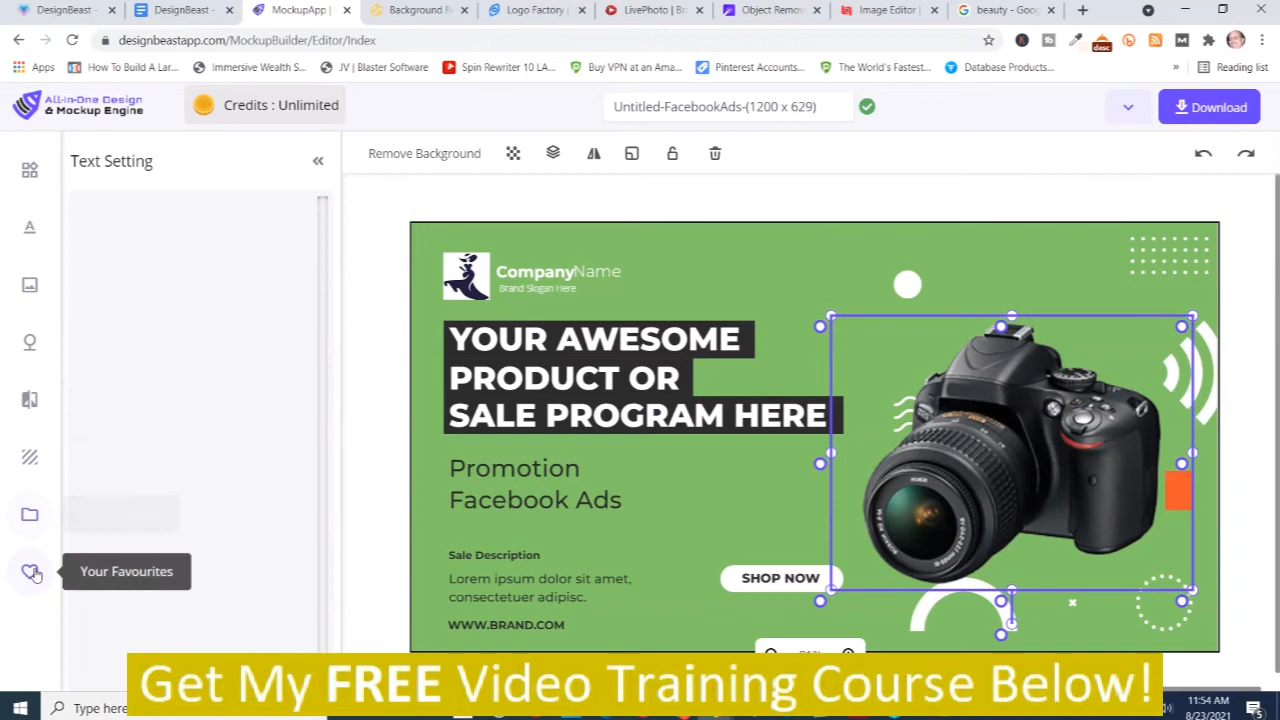 DesignBeast -
DesignBeast -
MockupApp |
Background R
Logo Factory |
LivePhoto | B
Object Remov
Image Editor |
beauty - Goog
designbeastapp.com/MockupBuilder/Editor/Index
desc
Apps
How To Build A Lar...
Immersive Wealth S...
JV | Blaster Software
Spin Rewriter 10 LA...
Buy VPN at an Ama...
Pinterest Accounts...
The World's Fastest...
Database Products...
»
Reading list
All-In-One Design
& Mockup Engine
Credits : Unlimited
Untitled-FacebookAds-(1200 x 629)
Download
Text Setting
«
Remove Background
CompanyName
Brand Slogan Here
YOUR AWESOME
PRODUCT OR
SALE PROGRAM HERE
Promotion
Facebook Ads
Sale Description
Lorem ipsum dolor sit amet,
consectetuer adipisc.
SHOP NOW
WWW.BRAND.COM
Your Favourites
Get My FREE Video Training Course Below!
Type here
11:54 AM
8/23/2021
5